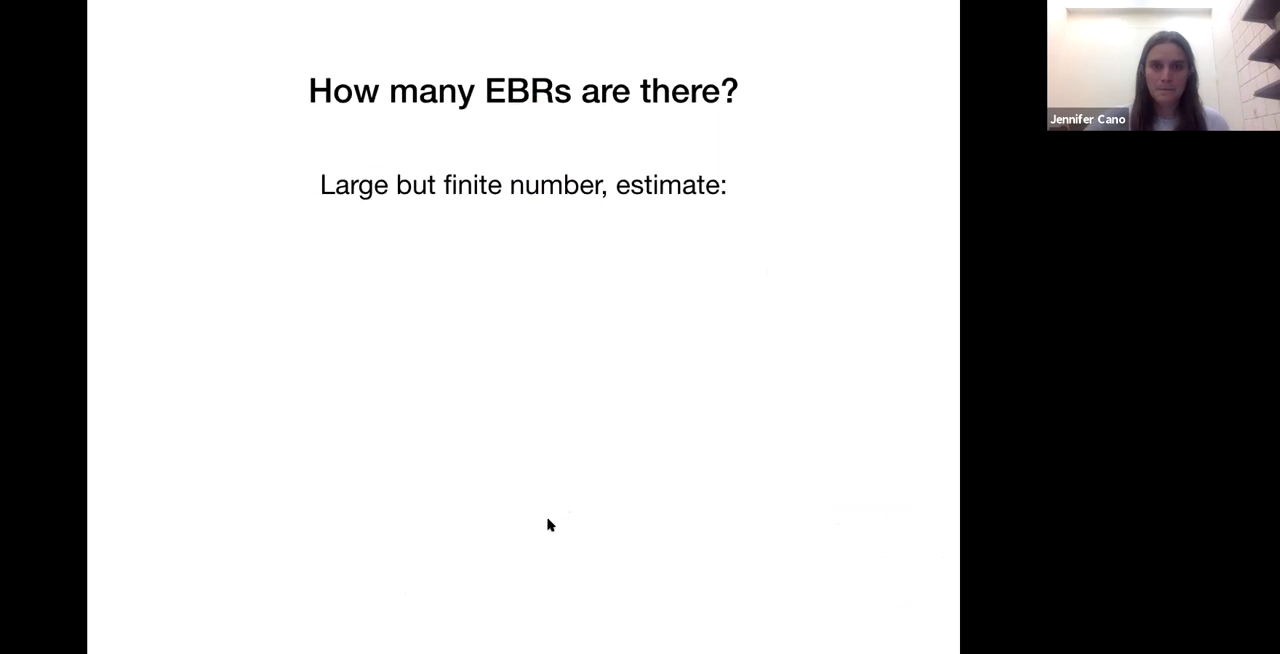 How many EBRs are there?
Large but finite number, estimate:
Jennifer Cano